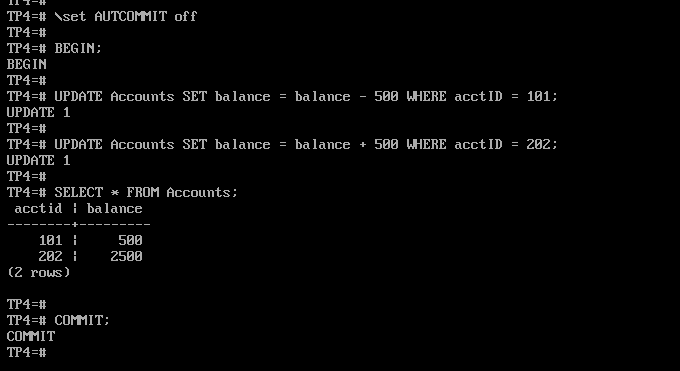 TP4=#
TP4=# \set AUTCOMMIT off
TP4=#
TP4=# BEGIN;
BEGIN
TP4=#
TP4=# UPDATE Accounts SET balance = balance - 500 WHERE acctID = 101;
UPDATE 1
TP4=#
TP4=# UPDATE Accounts SET balance = balance + 500 WHERE acctID = 202;
UPDATE 1
TP4=#
TP4=# SELECT * FROM Accounts;
 acctid | balance
--------+---------
    101 |     500
    202 |    2500
(2 rows)

TP4=#
TP4=# COMMIT;
COMMIT
TP4=#